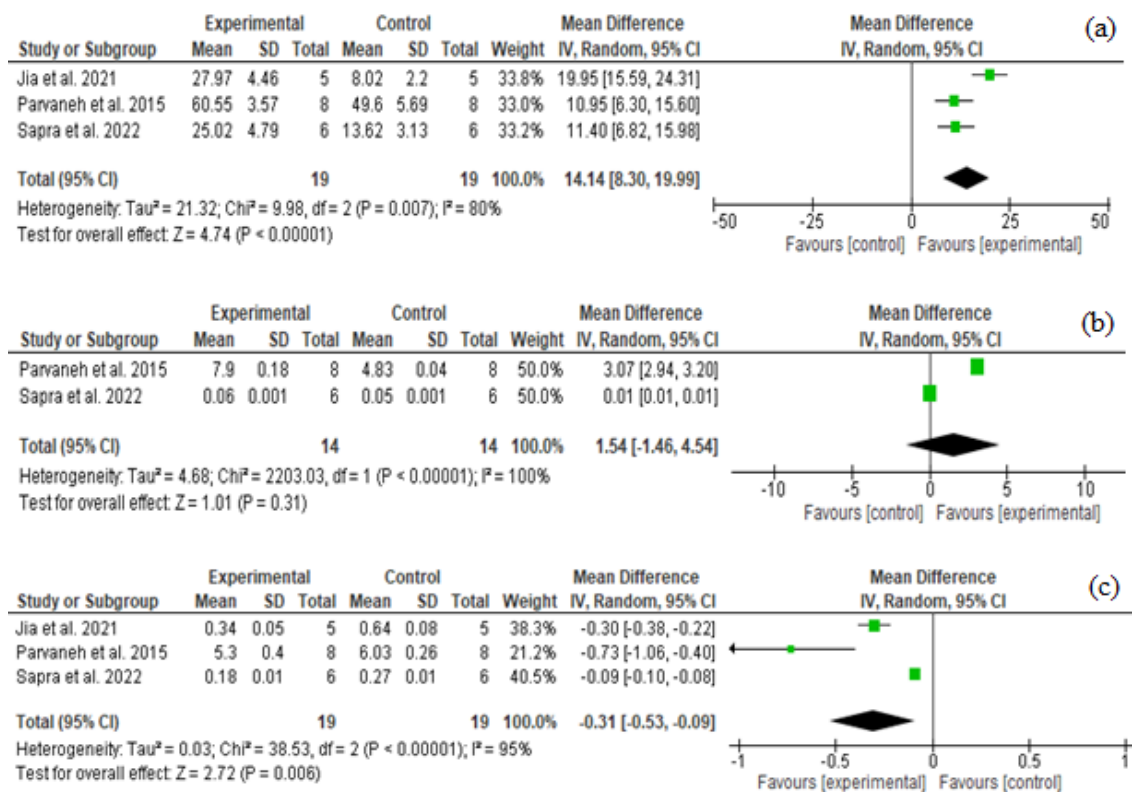 Experimental Control Mean Difference Mean Difference (a)
Study or Subgroup Mean SD Total Mean SD Total Weight IV, Random, 95% CI IV, Random, 95% CI
Jia et al. 2021 27.97 4.46 5 8.02 2.2 5 33.8% 19.95 [15.59, 24.31]
Parvaneh et al. 2015 60.55 3.57 8 49.6 5.69 8 33.0% 10.95 [6.30, 15.60]
Sapra et al. 2022 25.02 4.79 6 13.62 3.13 6 33.2% 11.40 [6.82, 15.98]
Total (95% CI) 19 19 100.0% 14.14 [8.30, 19.99]
Heterogeneity: Tau² = 21.32; Chi² = 9.98, df = 2 (P = 0.007); I² = 80%
Test for overall effect: Z = 4.74 (P < 0.00001)
-50 -25 0 25 50
Favours [control] Favours [experimental]
Experimental Control Mean Difference Mean Difference (b)
Study or Subgroup Mean SD Total Mean SD Total Weight IV, Random, 95% CI IV, Random, 95% CI
Parvaneh et al. 2015 7.9 0.18 8 4.83 0.04 8 50.0% 3.07 [2.94, 3.20]
Sapra et al. 2022 0.06 0.001 6 0.05 0.001 6 50.0% 0.01 [0.01, 0.01]
Total (95% CI) 14 14 100.0% 1.54 [-1.46, 4.54]
Heterogeneity: Tau² = 4.68; Chi² = 2203.03, df = 1 (P < 0.00001); I² = 100%
Test for overall effect: Z = 1.01 (P = 0.31)
-10 -5 0 5 10
Favours [control] Favours [experimental]
Experimental Control Mean Difference Mean Difference (c)
Study or Subgroup Mean SD Total Mean SD Total Weight IV, Random, 95% CI IV, Random, 95% CI
Jia et al. 2021 0.34 0.05 5 0.64 0.08 5 38.3% -0.30 [-0.38, -0.22]
Parvaneh et al. 2015 5.3 0.4 8 6.03 0.26 8 21.2% -0.73 [-1.06, -0.40]
Sapra et al. 2022 0.18 0.01 6 0.27 0.01 6 40.5% -0.09 [-0.10, -0.08]
Total (95% CI) 19 19 100.0% -0.31 [-0.53, -0.09]
Heterogeneity: Tau² = 0.03; Chi² = 38.53, df = 2 (P < 0.00001); I² = 95%
Test for overall effect: Z = 2.72 (P = 0.006)
-1 -0.5 0 0.5 1
Favours [experimental] Favours [control]